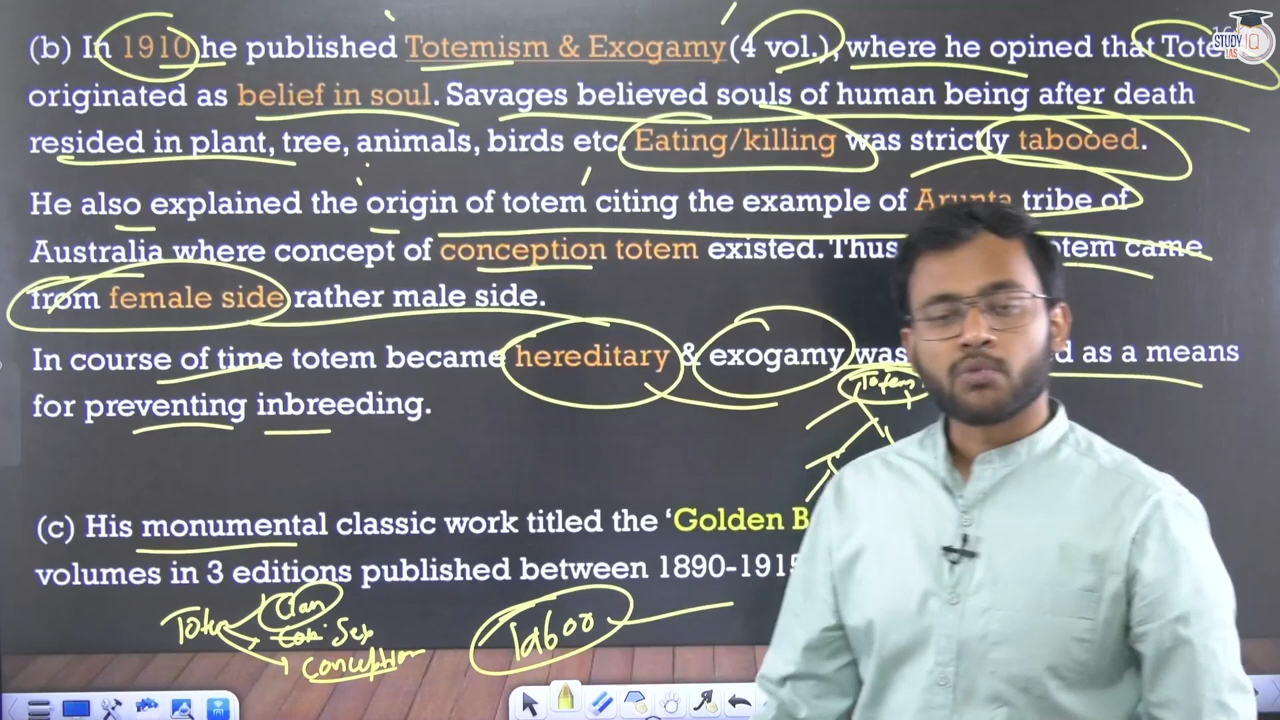 (b) In 1910 he published Totemism & Exogamy (4 vol.), where he opined that
originated as belief in soul. Savages believed souls of human being after death
resided in plant, tree, animals, birds etc. Eating/killing was strictly tabooed.
He also explained the origin of totem citing the example of Arunta tribe of
Australia where concept of conception totem existed. Thus otem came
from female side rather male side.
In course of time totem became hereditary & exogamy was d as a means
for preventing inbreeding.
Totem
(c) His monumental classic work titled the ‘Golden B
volumes in 3 editions published between 1890-1915
Clan
Totem
Sex
Conception
Taboo
STUDY IQ
IAS